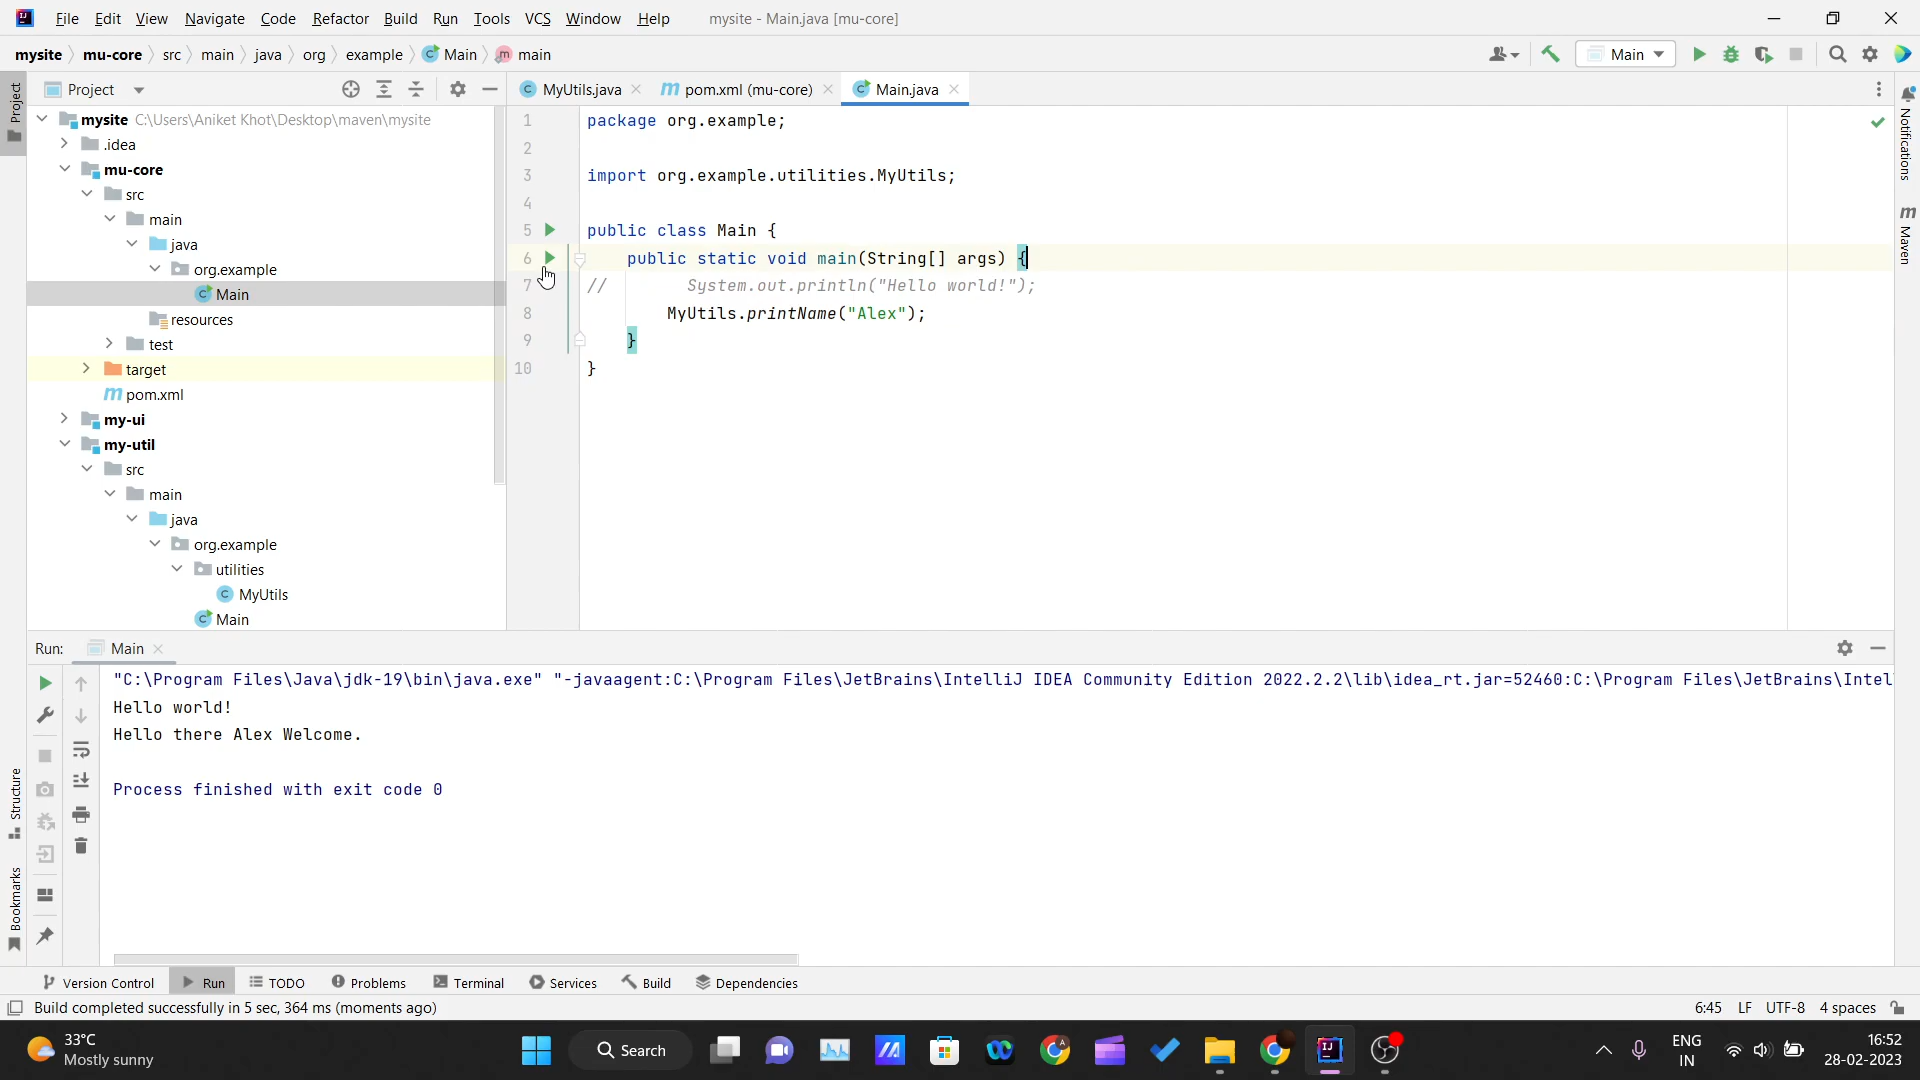 File Edit View Navigate Code Refactor Build Run Tools VCS Window Help mysite - Main.java [mu-core]
mysite mu-core src main java org example Main main
Main
Project
MyUtils.java
pom.xml (mu-core)
Main.java
Project
mysite C:\Users\Aniket Khot\Desktop\maven\mysite
.idea
mu-core
src
main
java
org.example
Main
resources
test
target
pom.xml
my-ui
my-util
src
main
java
org.example
utilities
MyUtils
Main
1 package org.example;
2
3 import org.example.utilities.MyUtils;
4
5 public class Main {
6 public static void main(String[] args) {
7 // System.out.println("Hello world!");
8 MyUtils.printName("Alex");
9 }
10 }
Notifications
Maven
Structure
Bookmarks
Run: Main
"C:\Program Files\Java\jdk-19\bin\java.exe" "-javaagent:C:\Program Files\JetBrains\IntelliJ IDEA Community Edition 2022.2.2\lib\idea_rt.jar=52460:C:\Program Files\JetBrains\Intel
Hello world!
Hello there Alex Welcome.
Process finished with exit code 0
Version Control Run TODO Problems Terminal Services Build Dependencies
Build completed successfully in 5 sec, 364 ms (moments ago)
6:45 LF UTF-8 4 spaces
33°C
Mostly sunny
Search
ENG
IN
16:52
28-02-2023